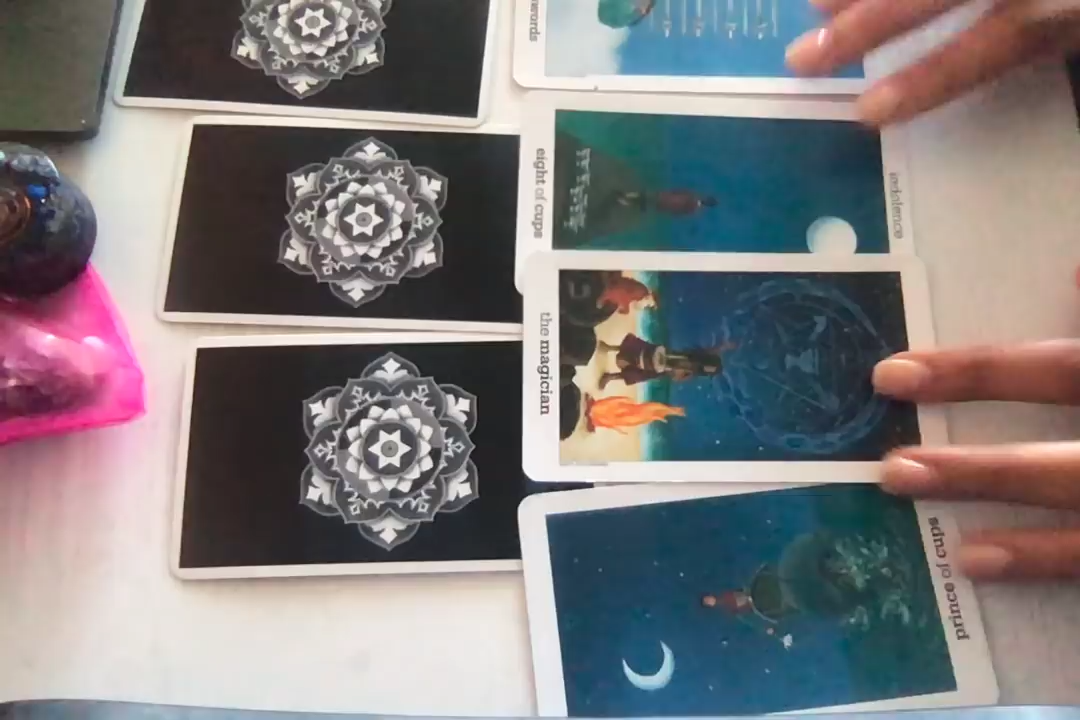 swords
eight of cups
indolence
the magician
prince of cups